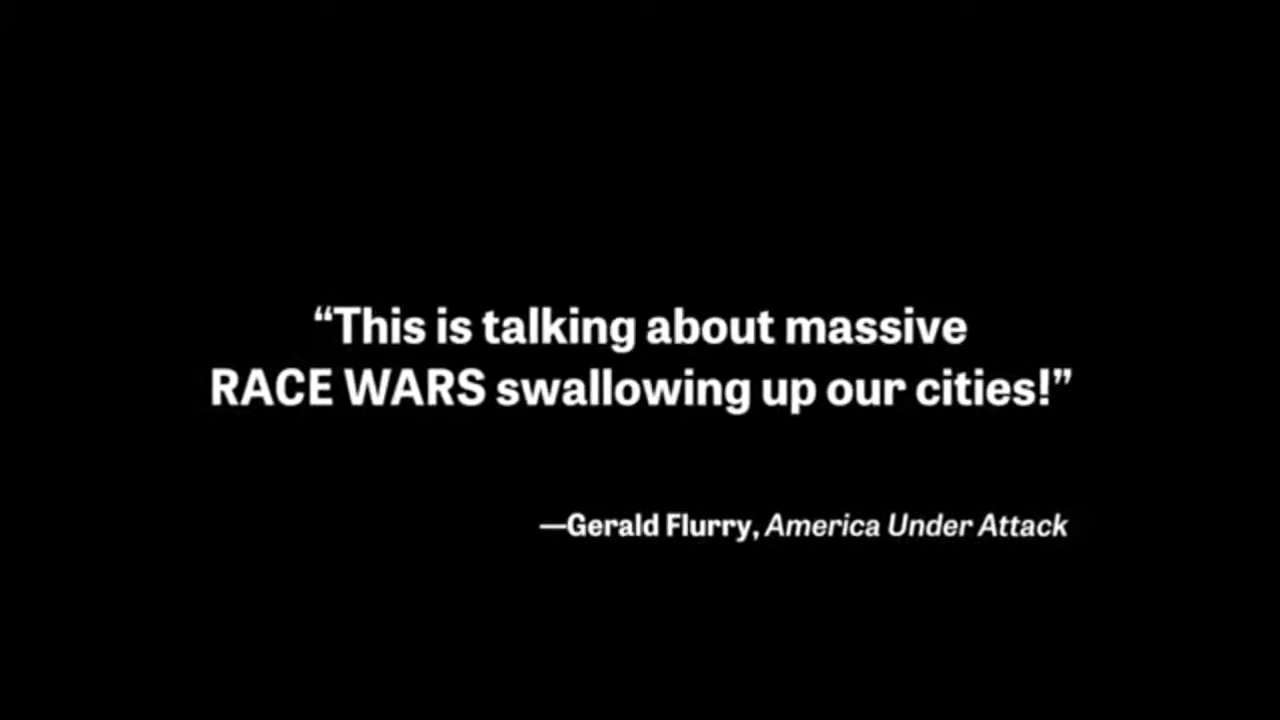 “This is talking about massive
RACE WARS swallowing up our cities!”
—Gerald Flurry, America Under Attack